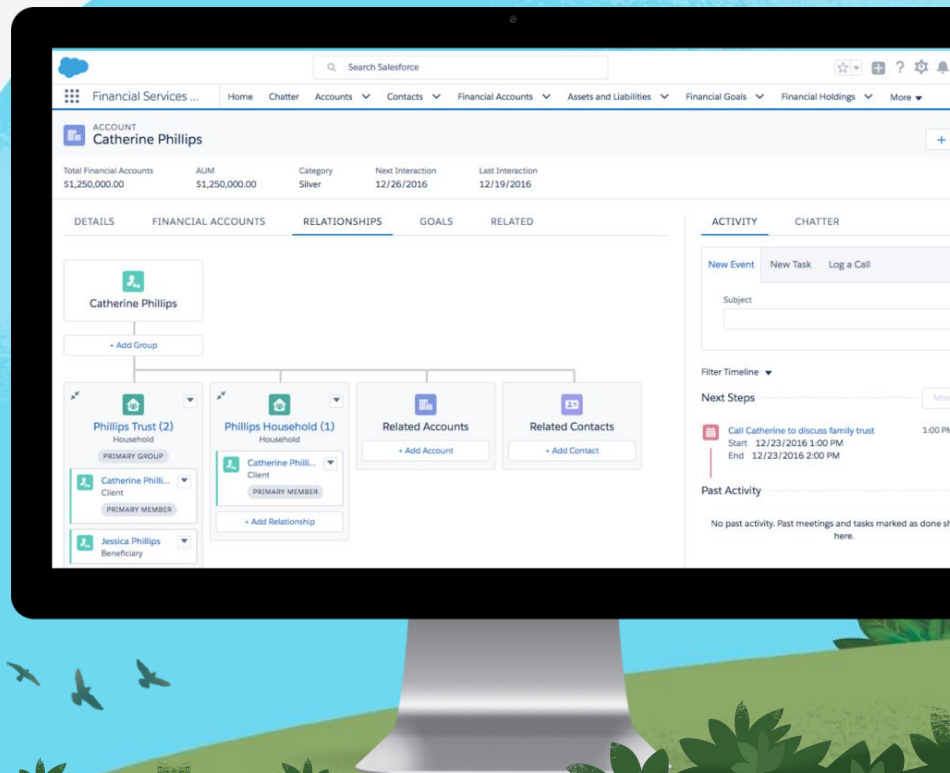 Search Salesforce
Financial Services ...
Home Chatter Accounts Contacts Financial Accounts Assets and Liabilities Financial Goals Financial Holdings More
ACCOUNT
Catherine Phillips
Total Financial Accounts AUM Category Next Interaction Last Interaction
$1,250,000.00 $1,250,000.00 Silver 12/26/2016 12/19/2016
DETAILS FINANCIAL ACCOUNTS RELATIONSHIPS GOALS RELATED
Catherine Phillips
+ Add Group
Phillips Trust (2)
Household
PRIMARY GROUP
Catherine Philli...
Client
PRIMARY MEMBER
Jessica Phillips
Beneficiary
Phillips Household (1)
Household
Catherine Philli...
Client
PRIMARY MEMBER
+ Add Relationship
Related Accounts
+ Add Account
Related Contacts
+ Add Contact
ACTIVITY CHATTER
New Event New Task Log a Call
Subject
Filter Timeline
Next Steps
Call Catherine to discuss family trust 1:00 PM
Start 12/23/2016 1:00 PM
End 12/23/2016 2:00 PM
Past Activity
No past activity. Past meetings and tasks marked as done
here.